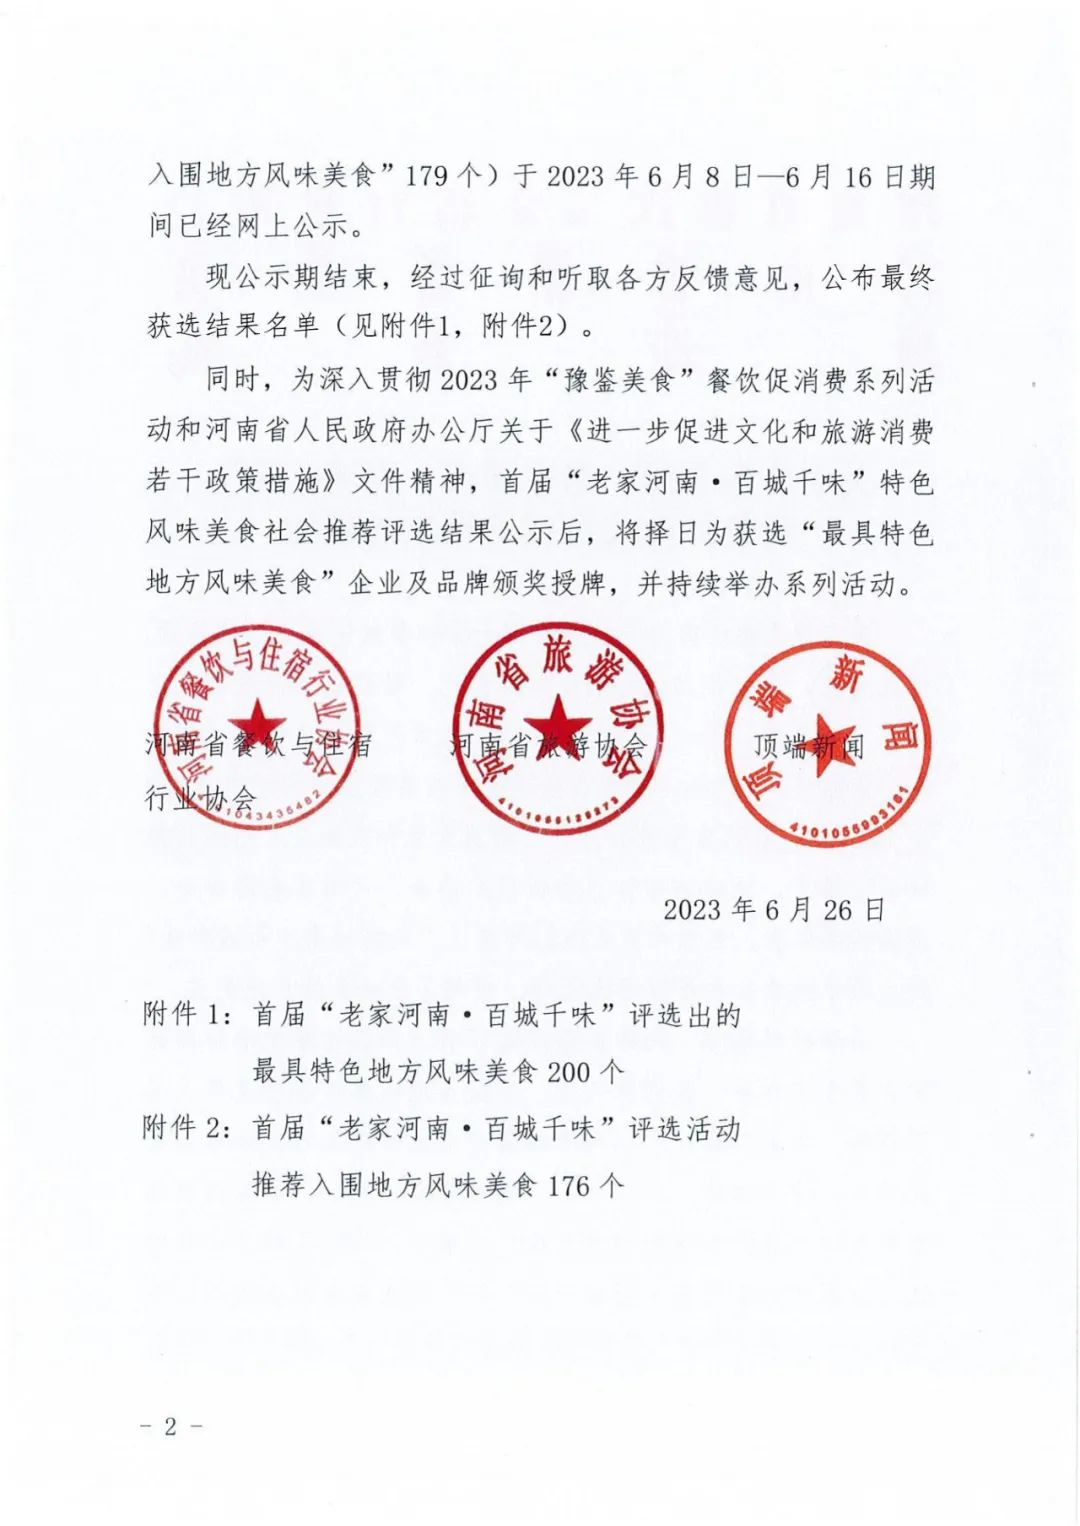 入围地方风味美食”179个）于2023年6月8日—6月16日期
间已经网上公示。
现公示期结束，经过征询和听取各方反馈意见，公布最终
获选结果名单（见附件1，附件2）。
同时，为深入贯彻2023年“豫鉴美食”餐饮促消费系列活
动和河南省人民政府办公厅关于《进一步促进文化和旅游消费
若干政策措施》文件精神，首届“老家河南·百城千味”特色
风味美食社会推荐评选结果公示后，将择日为获选“最具特色
地方风味美食”企业及品牌颁奖授牌，并持续举办系列活动。
河南省餐饮与住宿行业协会
河南省旅游协会
顶端新闻
4101055993161
河南省餐饮与住宿 河南省旅游协会 顶端新闻
行业协会
2023年6月26日
附件1：首届“老家河南·百城千味”评选出的
最具特色地方风味美食200个
附件2：首届“老家河南·百城千味”评选活动
推荐入围地方风味美食176个
- 2 -